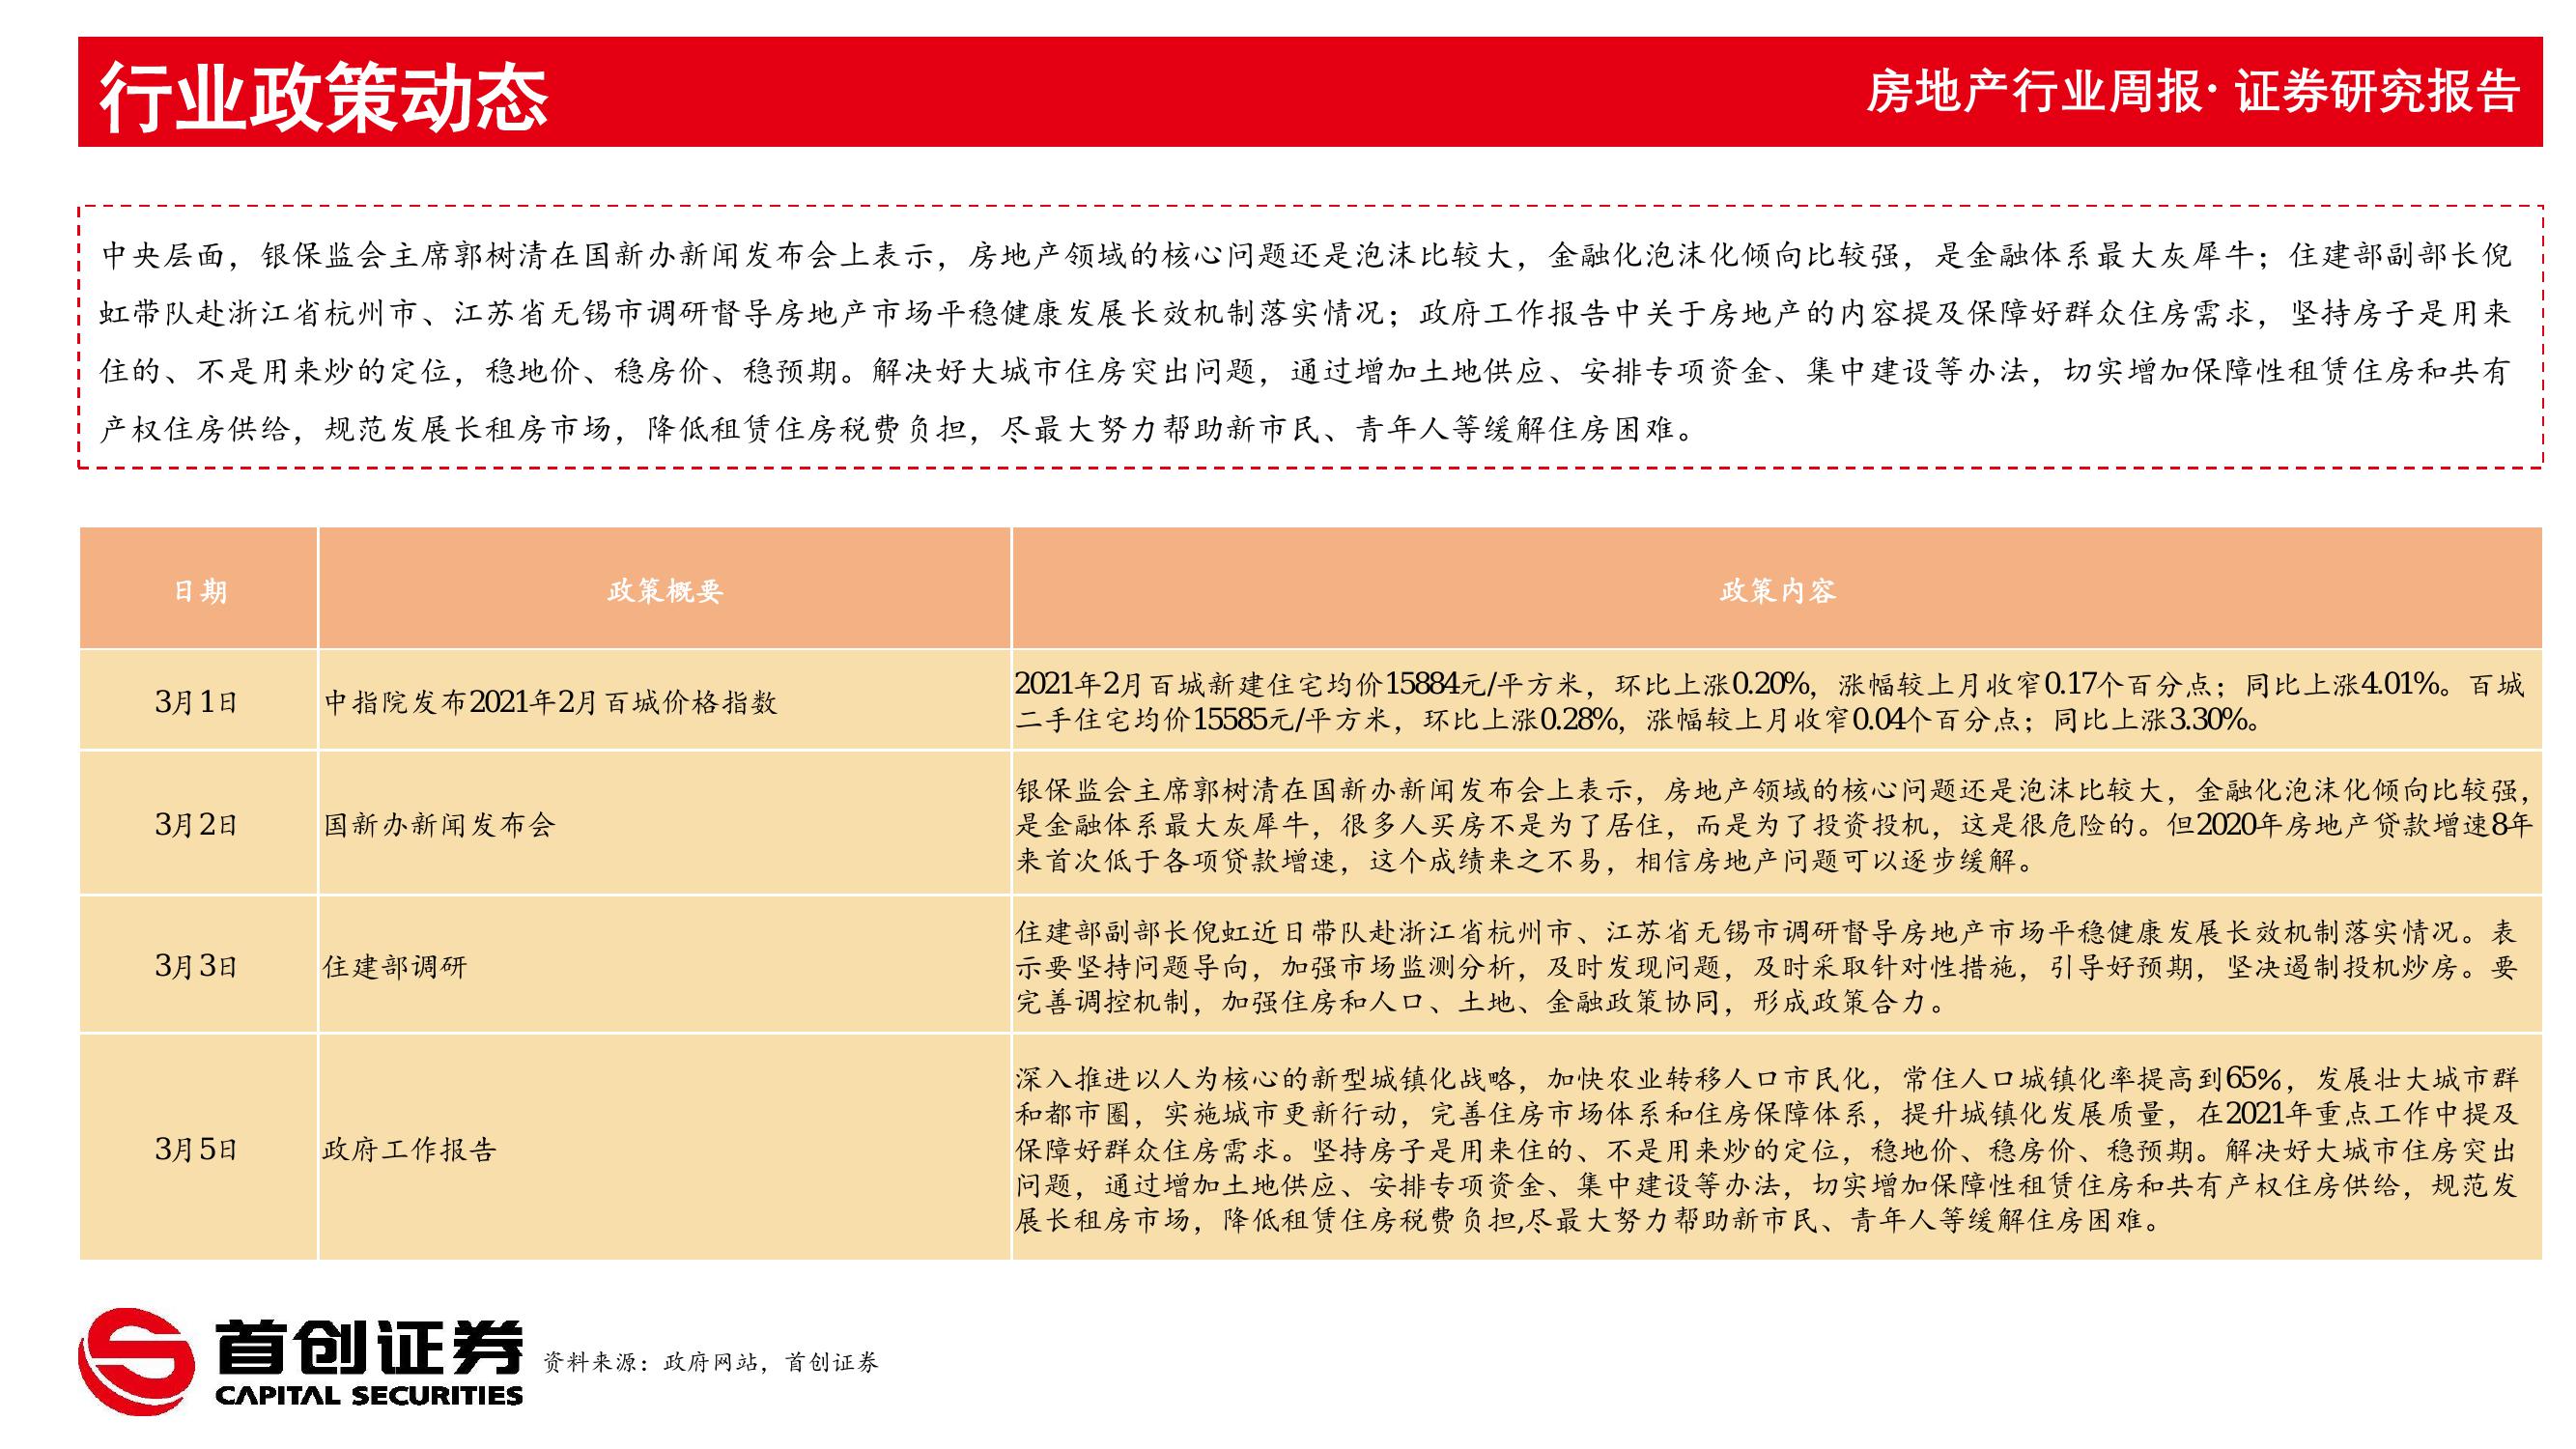 行业政策动态
房地产行业周报· 证券研究报告
中央层面，银保监会主席郭树清在国新办新闻发布会上表示，房地产领域的核心问题还是泡沫比较大，金融化泡沫化倾向比较强，是金融体系最大灰犀牛；住建部副部长倪
虹带队赴浙江省杭州市、江苏省无锡市调研督导房地产市场平稳健康发展长效机制落实情况；政府工作报告中关于房地产的内容提及保障好群众住房需求，坚持房子是用来
住的、不是用来炒的定位，稳地价、稳房价、稳预期。解决好大城市住房突出问题，通过增加土地供应、安排专项资金、集中建设等办法，切实增加保障性租赁住房和共有
产权住房供给，规范发展长租房市场，降低租赁住房税费负担，尽最大努力帮助新市民、青年人等缓解住房困难。
日期
政策概要
政策内容
3月1日
中指院发布2021年2月百城价格指数
2021年2月百城新建住宅均价15884元/平方米，环比上涨0.20%，涨幅较上月收窄0.17个百分点；同比上涨4.01%。百城
二手住宅均价15585元/平方米，环比上涨0.28%，涨幅较上月收窄0.04个百分点；同比上涨3.30%。
3月2日
国新办新闻发布会
银保监会主席郭树清在国新办新闻发布会上表示，房地产领域的核心问题还是泡沫比较大，金融化泡沫化倾向比较强，
是金融体系最大灰犀牛，很多人买房不是为了居住，而是为了投资投机，这是很危险的。但2020年房地产贷款增速8年
来首次低于各项贷款增速，这个成绩来之不易，相信房地产问题可以逐步缓解。
3月3日
住建部调研
住建部副部长倪虹近日带队赴浙江省杭州市、江苏省无锡市调研督导房地产市场平稳健康发展长效机制落实情况。表
示要坚持问题导向，加强市场监测分析，及时发现问题，及时采取针对性措施，引导好预期，坚决遏制投机炒房。要
完善调控机制，加强住房和人口、土地、金融政策协同，形成政策合力。
3月5日
政府工作报告
深入推进以人为核心的新型城镇化战略，加快农业转移人口市民化，常住人口城镇化率提高到65%，发展壮大城市群
和都市圈，实施城市更新行动，完善住房市场体系和住房保障体系，提升城镇化发展质量，在2021年重点工作中提及
保障好群众住房需求。坚持房子是用来住的、不是用来炒的定位，稳地价、稳房价、稳预期。解决好大城市住房突出
问题，通过增加土地供应、安排专项资金、集中建设等办法，切实增加保障性租赁住房和共有产权住房供给，规范发
展长租房市场，降低租赁住房税费负担,尽最大努力帮助新市民、青年人等缓解住房困难。
首创证券
CAPITAL SECURITIES
资料来源：政府网站，首创证券